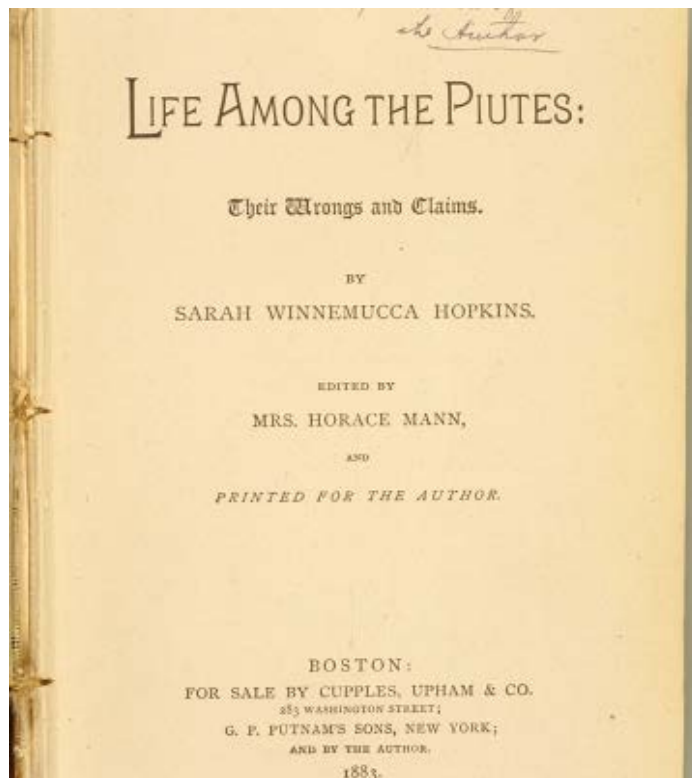 the Author
LIFE AMONG THE PIUTES:
Their Wrongs and Claims.
BY
SARAH WINNEMUCCA HOPKINS.
EDITED BY
MRS. HORACE MANN,
AND
PRINTED FOR THE AUTHOR.
BOSTON:
FOR SALE BY CUPPLES, UPHAM & CO.
283 WASHINGTON STREET;
G. P. PUTNAM'S SONS, NEW YORK;
AND BY THE AUTHOR.
1883.